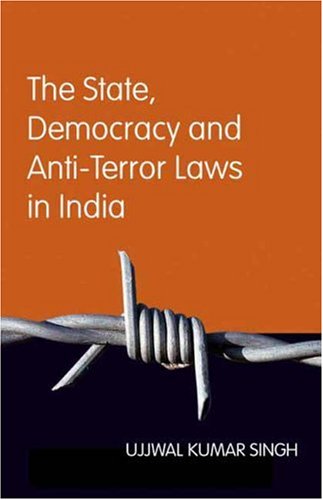 The State,
Democracy and
Anti-Terror Laws
in India
UJJWAL KUMAR SINGH